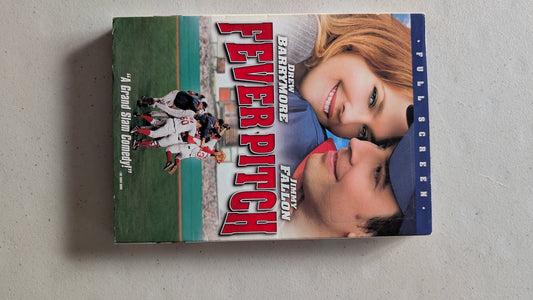 FULL SCREEN
DREW
BARRYMORE
JIMMY
FALLON
FEVER PITCH
"A Grand Slam Comedy!"